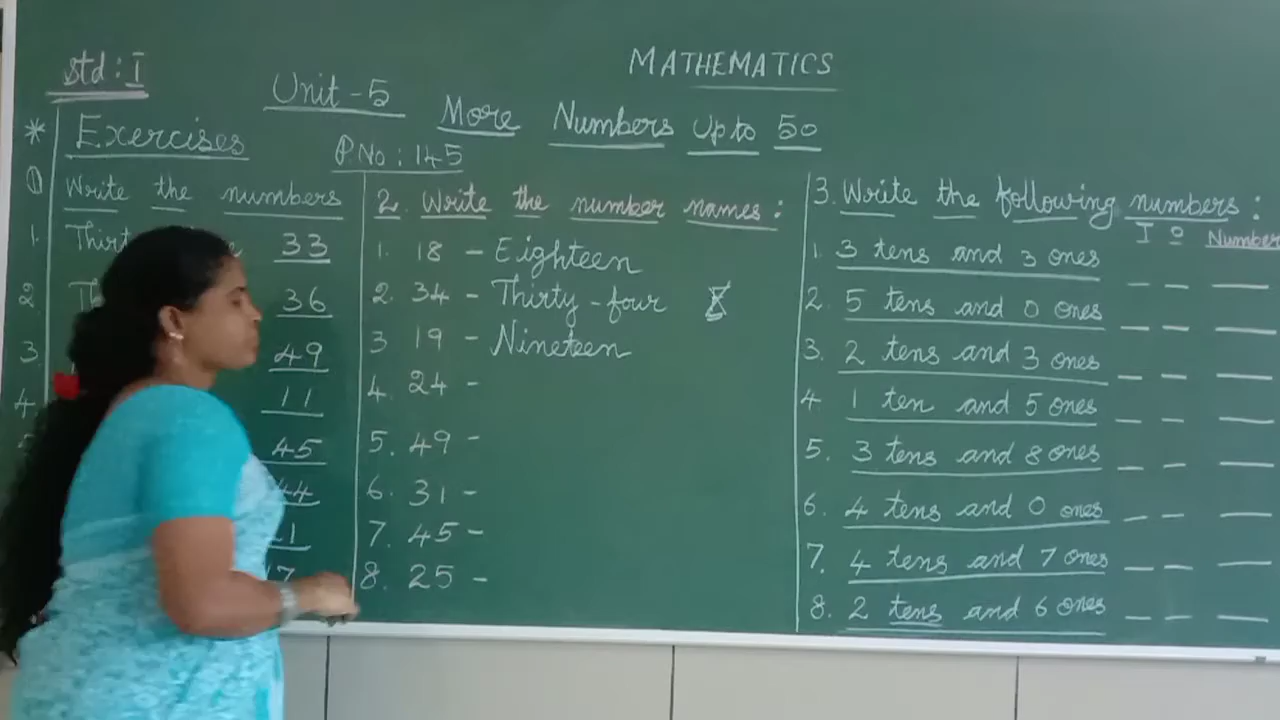 std : I
MATHEMATICS
Unit - 5 More Numbers Up to 50
* Exercises
P.No : 145
① Write the numbers
1. 33
2 36
3. 49
4. 11
45
44
2. Write the number names :
1. 18 - Eighteen
2. 34 - Thirty - four
3 19 - Nineteen
4. 24 -
5. 49 -
6. 31 -
7. 45 -
8. 25 -
3. Write the following numbers :
T O Number
1. 3 tens and 3 ones _ _ _
2. 5 tens and 0 ones _ _ _
3. 2 tens and 3 ones _ _ _
4. 1 ten and 5 ones _ _ _
5. 3 tens and 8 ones _ _ _
6. 4 tens and 0 ones _ _ _
7. 4 tens and 7 ones _ _ _
8. 2 tens and 6 ones _ _ _